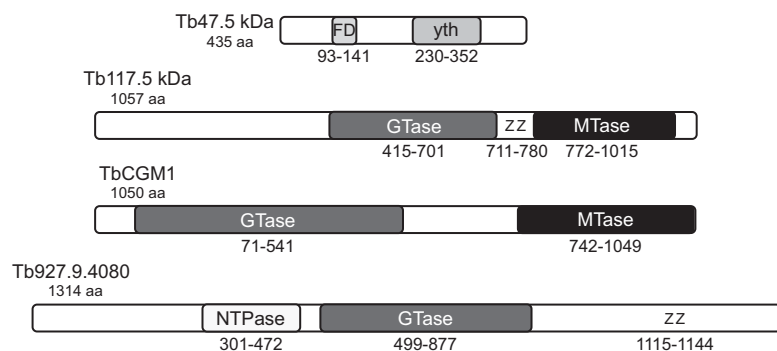 Tb47.5 kDa
435 aa
FD yth
93-141 230-352
Tb117.5 kDa
1057 aa
GTase zz MTase
415-701 711-780 772-1015
TbCGM1
1050 aa
GTase MTase
71-541 742-1049
Tb927.9.4080
1314 aa
NTPase GTase zz
301-472 499-877 1115-1144